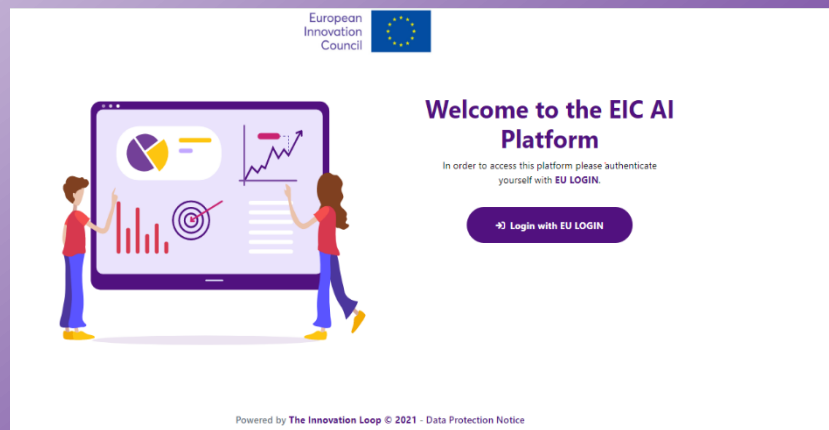 European
Innovation
Council
Welcome to the EIC AI
Platform
In order to access this platform please authenticate
yourself with EU LOGIN.
Login with EU LOGIN
Powered by The Innovation Loop © 2021 - Data Protection Notice